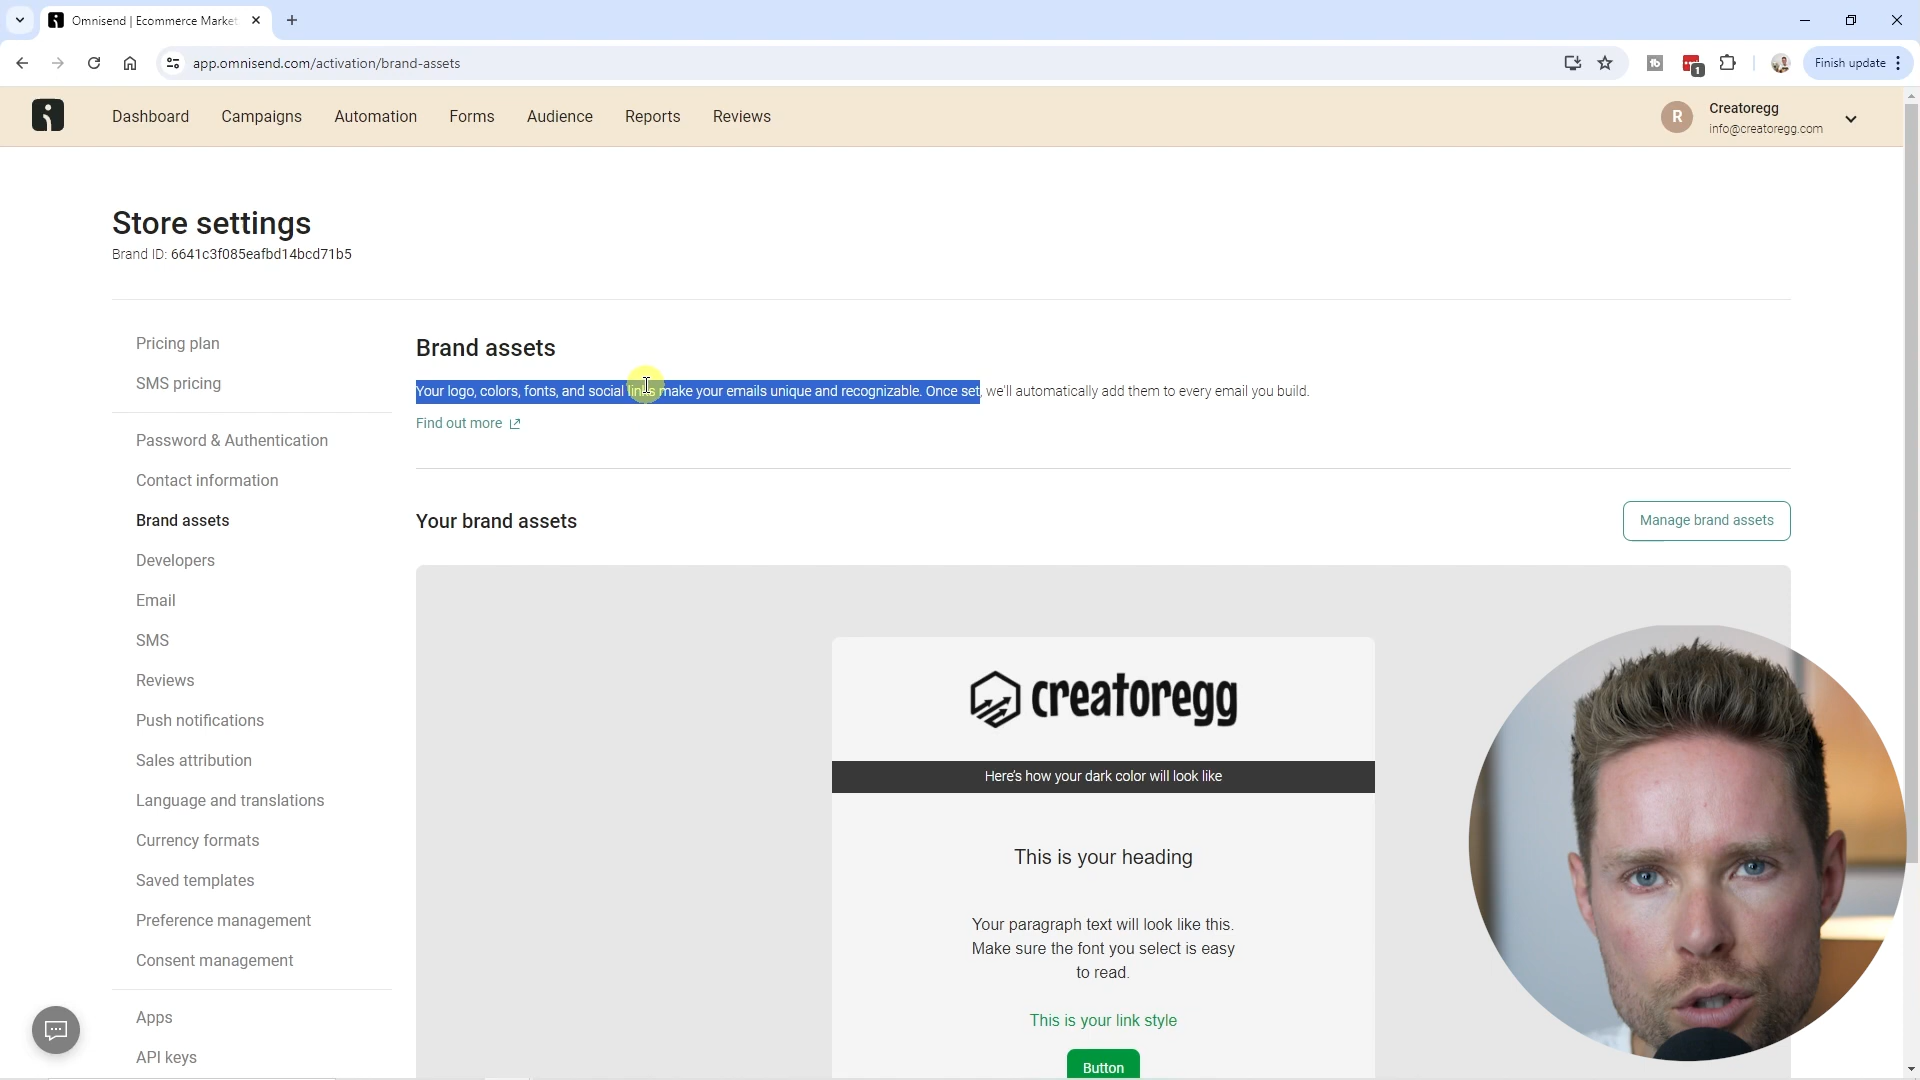 Omnisend | Ecommerce Market
app.omnisend.com/activation/brand-assets
1
Finish update
Dashboard
Campaigns
Automation
Forms
Audience
Reports
Reviews
R
Creatoregg
info@creatoregg.com
Store settings
Brand ID: 6641c3f085eafbd14bcd71b5
Pricing plan
SMS pricing
Password & Authentication
Contact information
Brand assets
Developers
Email
SMS
Reviews
Push notifications
Sales attribution
Language and translations
Currency formats
Saved templates
Preference management
Consent management
Apps
API keys
Brand assets
Your logo, colors, fonts, and social links make your emails unique and recognizable. Once set, we'll automatically add them to every email you build.
Find out more
Your brand assets
Manage brand assets
creatoregg
Here's how your dark color will look like
This is your heading
Your paragraph text will look like this.
Make sure the font you select is easy
to read.
This is your link style
Button